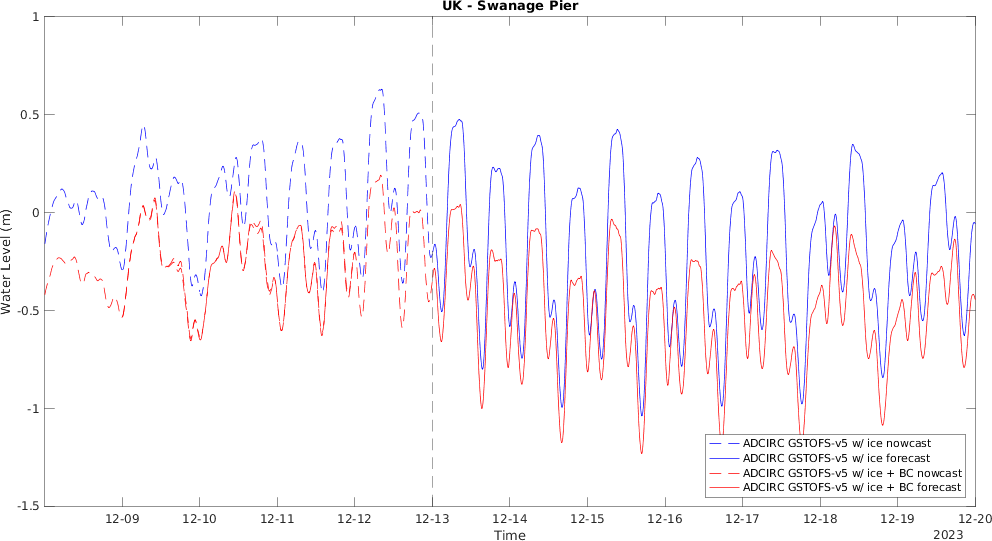 UK - Swanage Pier
1
0.5
0
-0.5
-1
-1.5
Water Level (m)
12-09
12-10
12-11
12-12
12-13
12-14
12-15
12-16
12-17
12-18
12-19
12-20
Time
2023
ADCIRC GSTOFS-v5 w/ ice nowcast
ADCIRC GSTOFS-v5 w/ ice forecast
ADCIRC GSTOFS-v5 w/ ice + BC nowcast
ADCIRC GSTOFS-v5 w/ ice + BC forecast